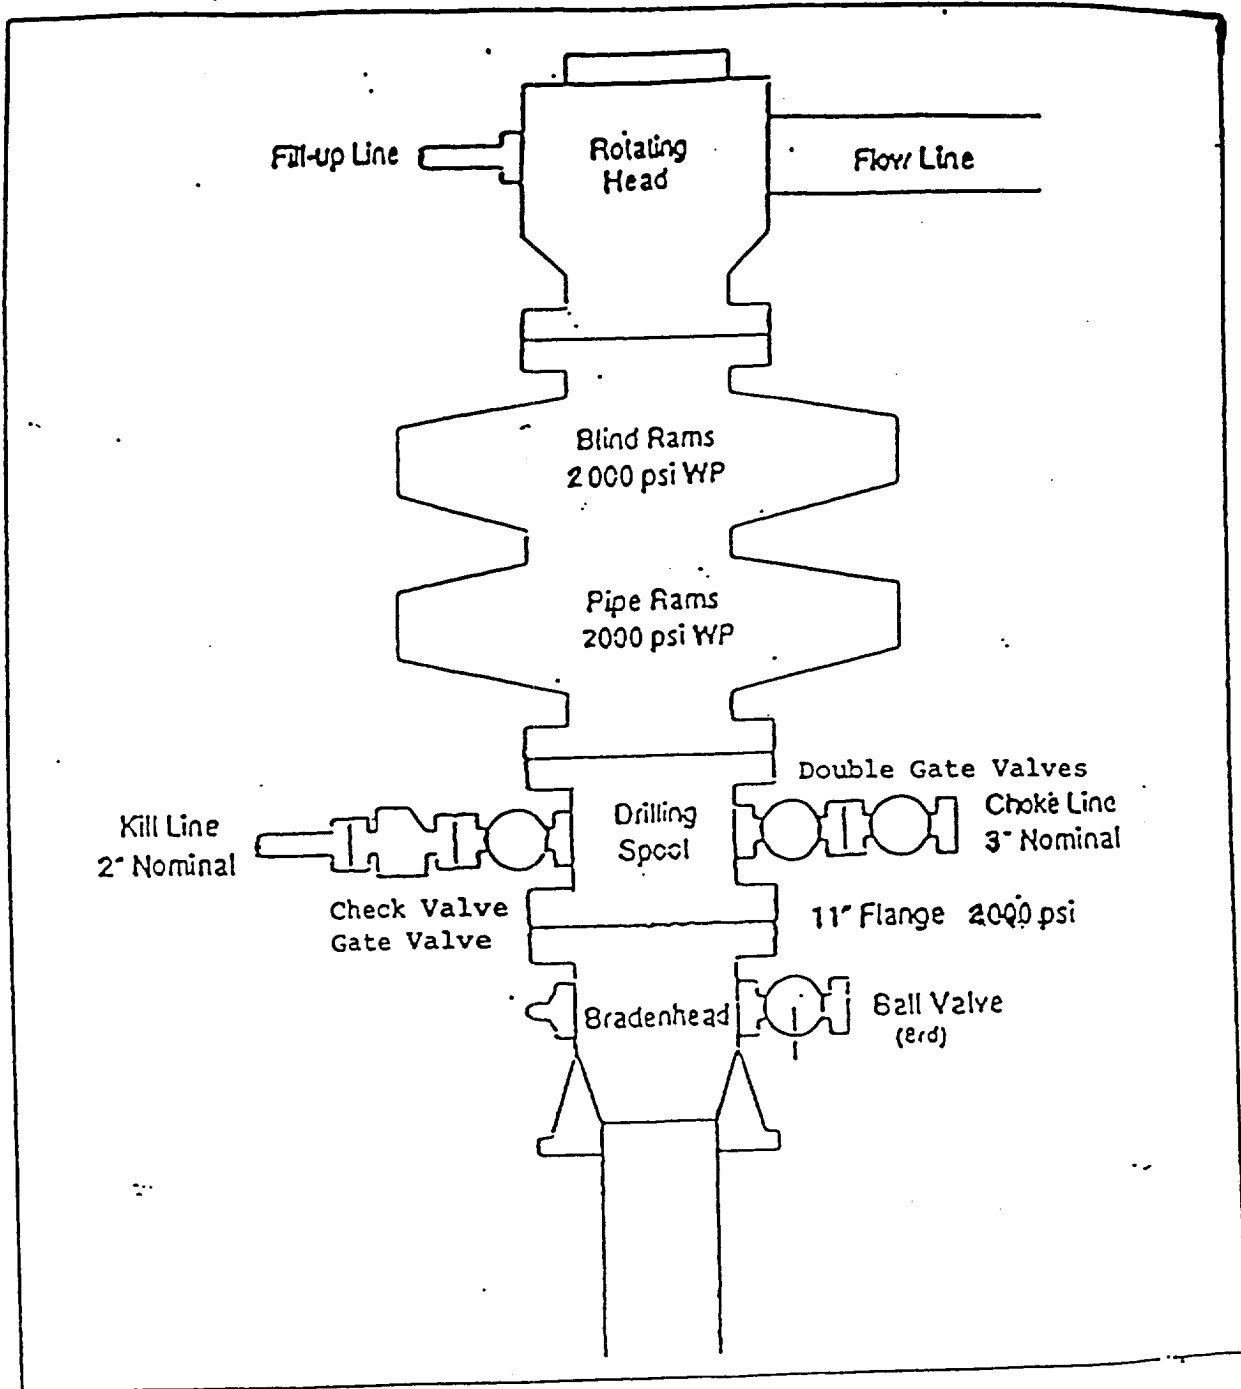 Fill-up Line
Rotating
Head
Flow Line
Blind Rams
2000 psi WP
Pipe Rams
2000 psi WP
Double Gate Valves
Kill Line
2" Nominal
Drilling
Spool
Choke Line
3" Nominal
Check Valve
Gate Valve
11" Flange 2000 psi
Bradenhead
Ball Valve